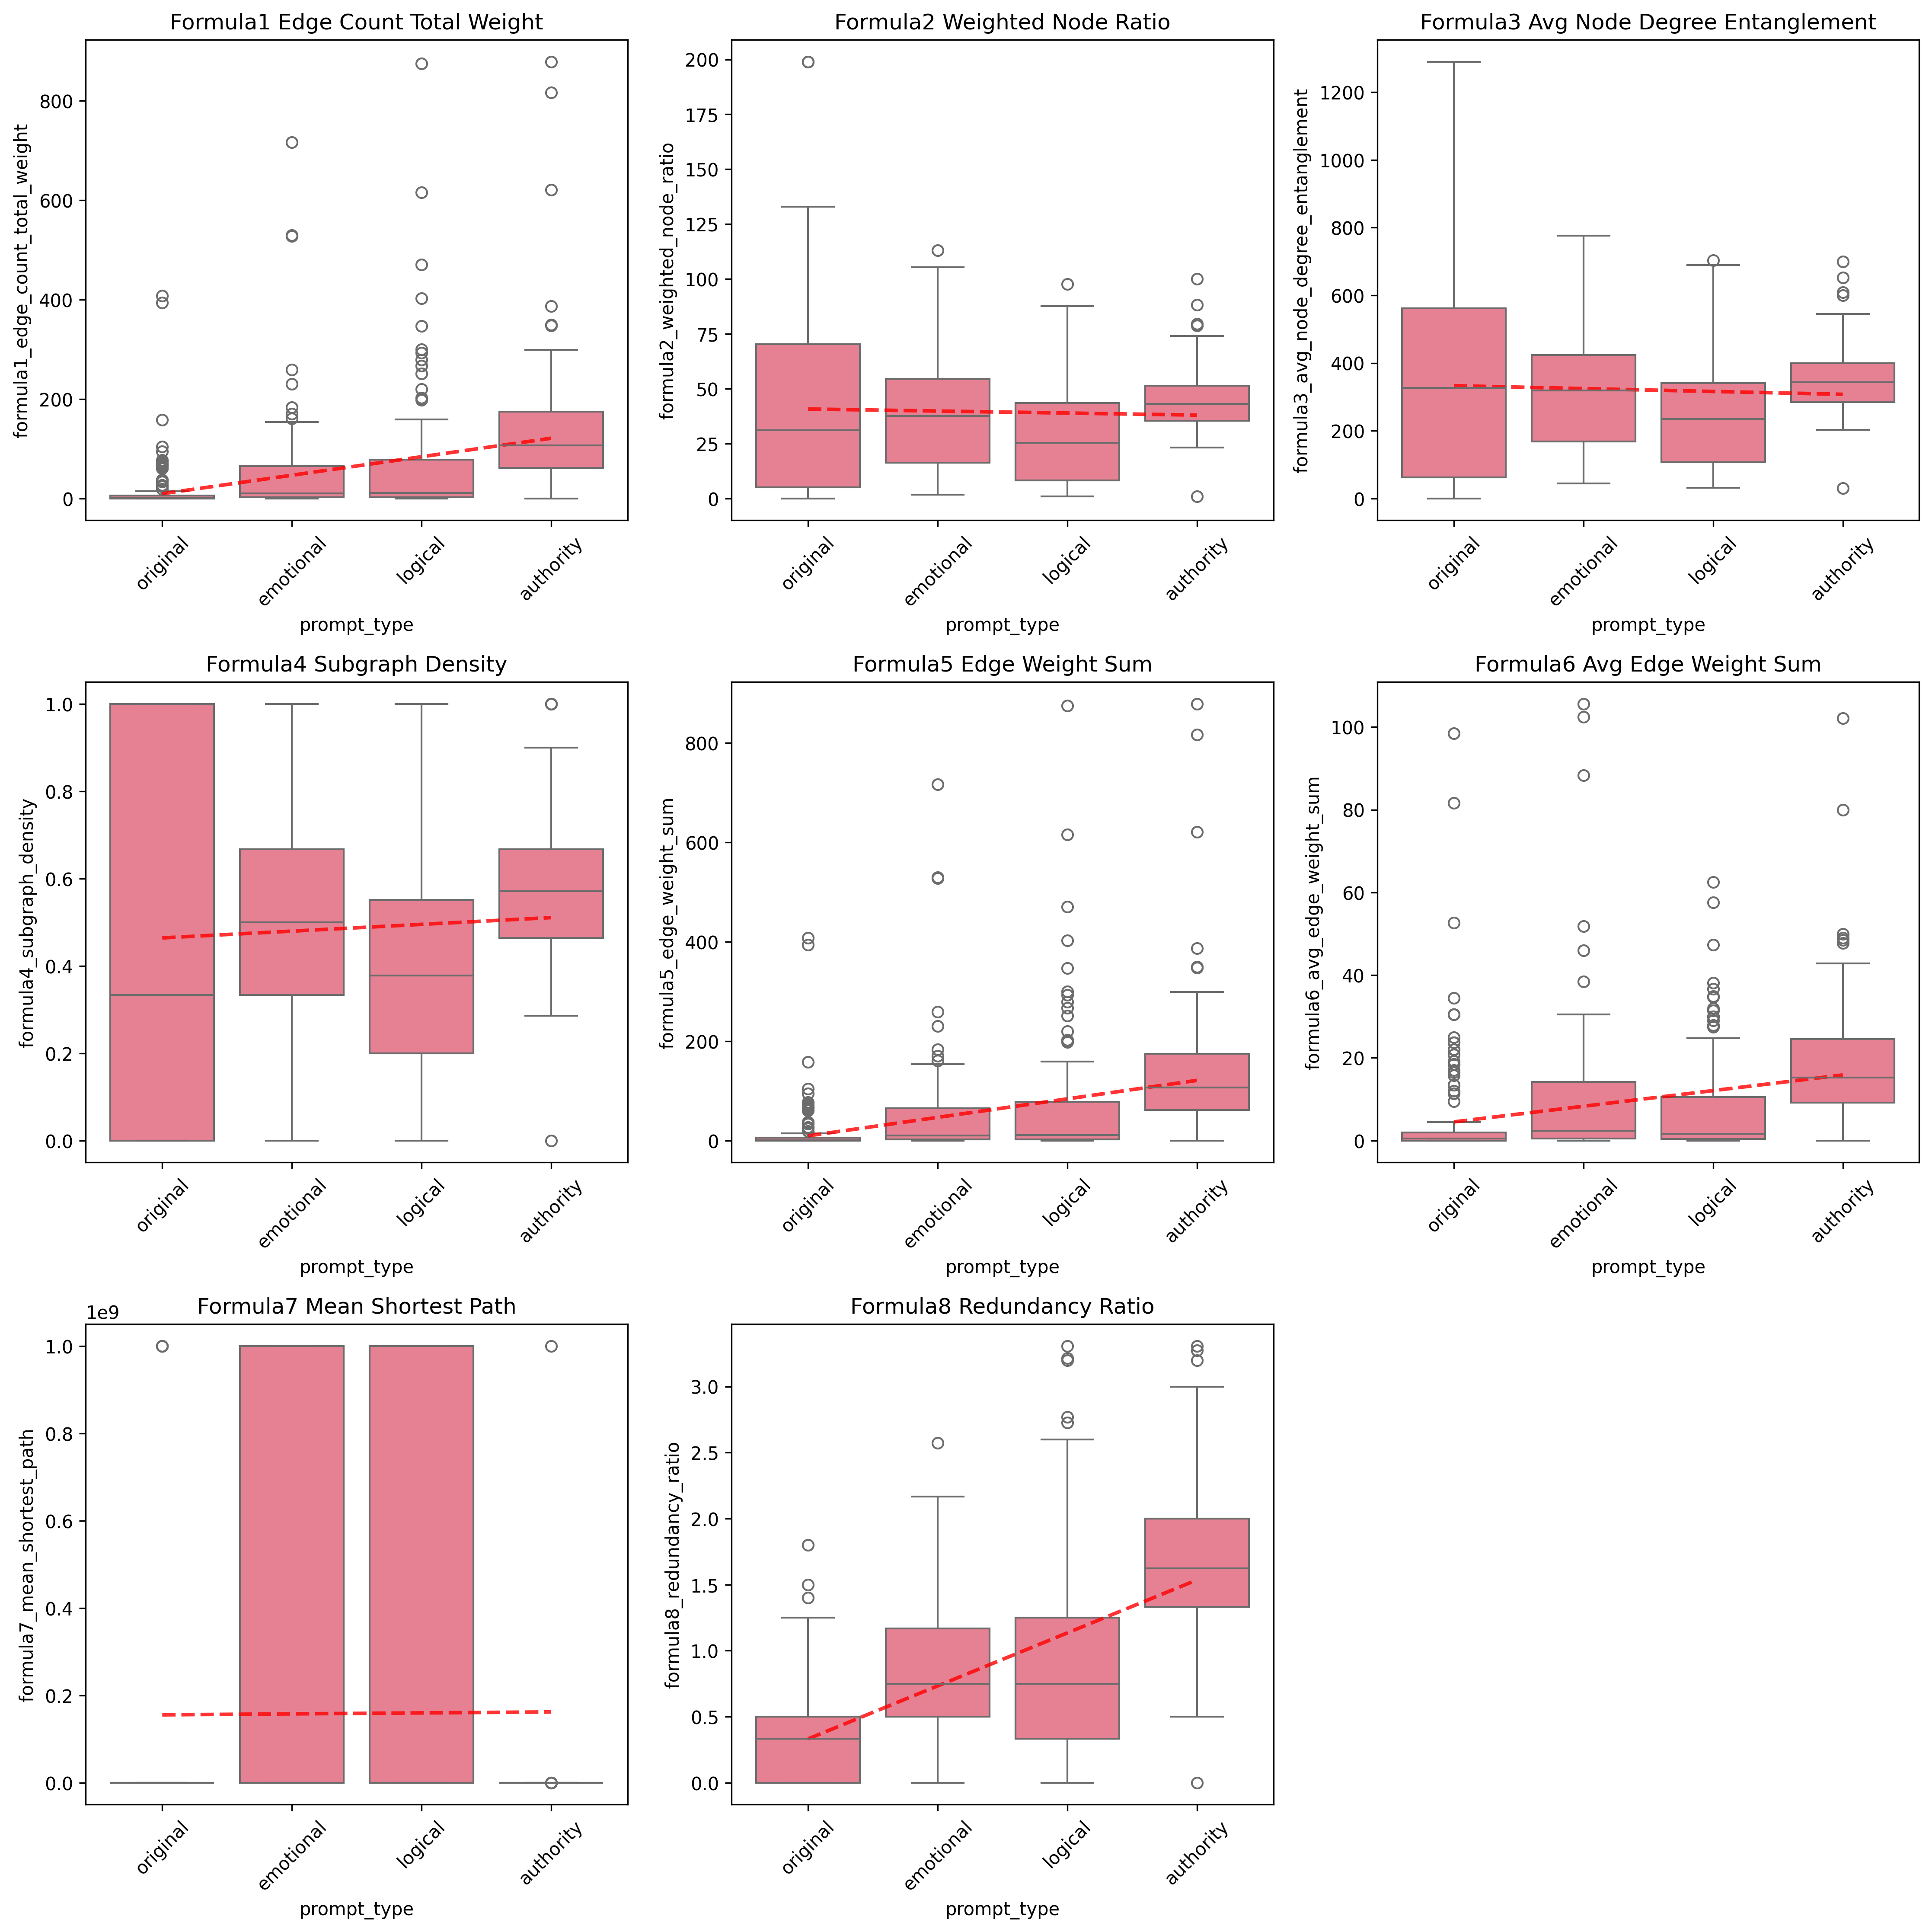 Formula1 Edge Count Total Weight
formula1_edge_count_total_weight
800
600
400
200
0
original
emotional
logical
authority
prompt_type
Formula2 Weighted Node Ratio
formula2_weighted_node_ratio
200
175
150
125
100
75
50
25
0
original
emotional
logical
authority
prompt_type
Formula3 Avg Node Degree Entanglement
formula3_avg_node_degree_entanglement
1200
1000
800
600
400
200
0
original
emotional
logical
authority
prompt_type
Formula4 Subgraph Density
formula4_subgraph_density
1.0
0.8
0.6
0.4
0.2
0.0
original
emotional
logical
authority
prompt_type
Formula5 Edge Weight Sum
formula5_edge_weight_sum
800
600
400
200
0
original
emotional
logical
authority
prompt_type
Formula6 Avg Edge Weight Sum
formula6_avg_edge_weight_sum
100
80
60
40
20
0
original
emotional
logical
authority
prompt_type
Formula7 Mean Shortest Path
1e9
formula7_mean_shortest_path
1.0
0.8
0.6
0.4
0.2
0.0
original
emotional
logical
authority
prompt_type
Formula8 Redundancy Ratio
formula8_redundancy_ratio
3.0
2.5
2.0
1.5
1.0
0.5
0.0
original
emotional
logical
authority
prompt_type